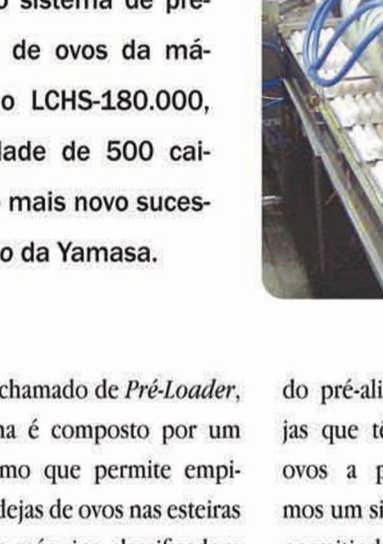 sistema de pré-
de ovos da má-
o LCHS-180.000,
dade de 500 cai-
mais novo suces-
o da Yamasa.
chamado de Pré-Loader,
na é composto por um
mo que permite empi-
dejas de ovos nas esteiras
do pré-ali
jas que tê
ovos a p
mos um si